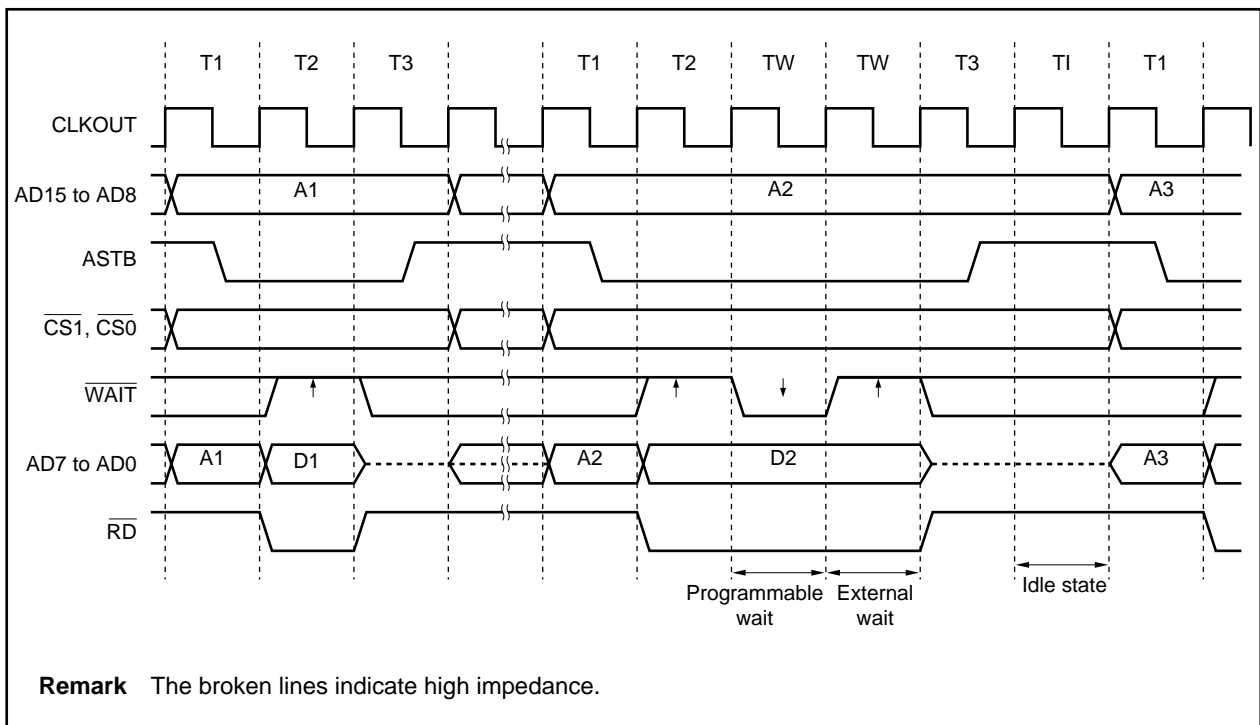 T1 T2 T3 T1 T2 TW TW T3 TI T1
CLKOUT
AD15 to AD8 A1 A2 A3
ASTB
CS1, CS0
WAIT
AD7 to AD0 A1 D1 A2 D2 A3
RD
Programmable wait
External wait
Idle state
Remark The broken lines indicate high impedance.